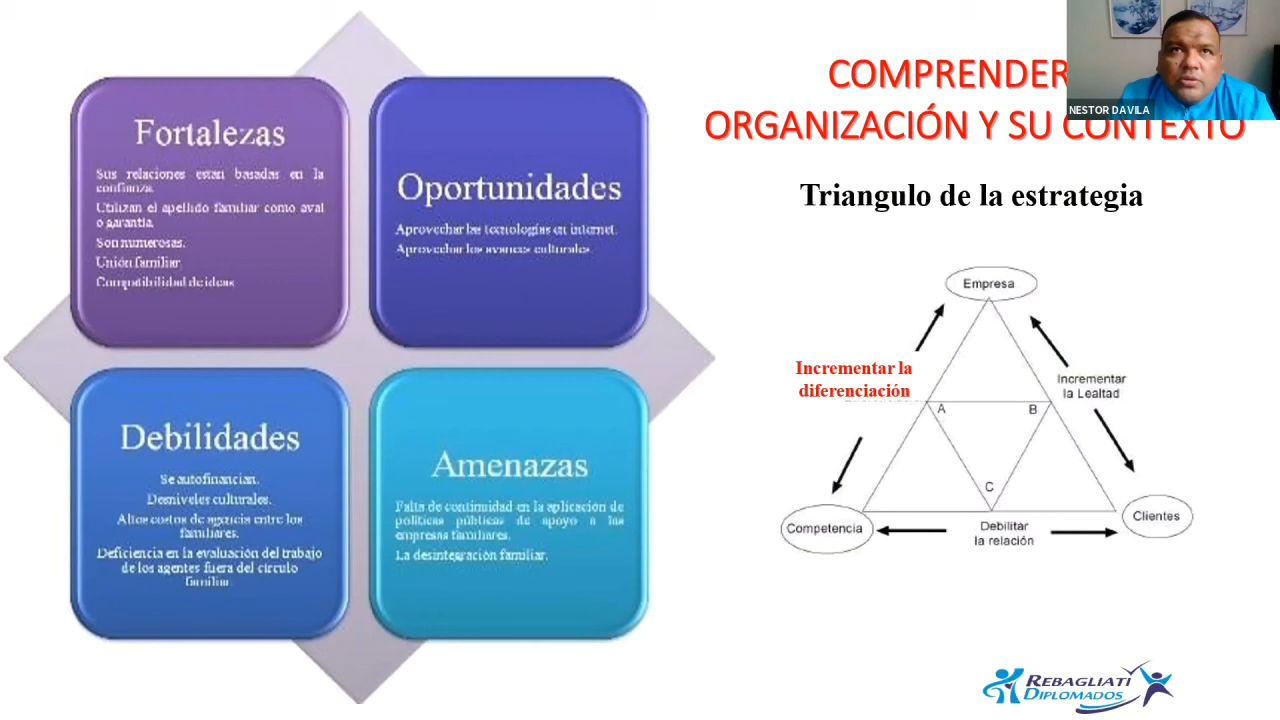 Fortalezas
Sus relaciones estan basadas en la
confianza.
Utilizan el apellido familiar como aval
o garantía.
Son numerosas.
Unión familiar.
Compatibilidad de ideas
Oportunidades
Aprovechar las tecnologías en internet.
Aprovechar los avances culturales.
Debilidades
Se autofinancian.
Desniveles culturales.
Altos costos de agencia entre los
familiares.
Deficiencia en la evaluación del trabajo
de los agentes fuera del círculo
familiar.
Amenazas
Falta de continuidad en la aplicación de
políticas públicas de apoyo a las
empresas familiares.
La desintegración familiar.
COMPRENDER
ORGANIZACIÓN Y SU CONTEXTO
NESTOR DAVILA
Triangulo de la estrategia
Empresa
Incrementar la
diferenciación
Incrementar
la Lealtad
A
B
C
Competencia
Debilitar
la relación
Clientes
REBAGLIATI
DIPLOMADOS